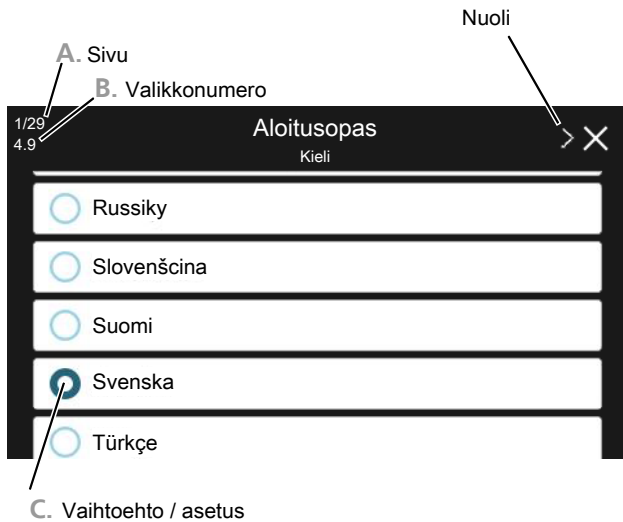 Nuoli
A. Sivu
B. Valikkonumero
1/29
4.9
Aloitusopas
Kieli
Russiky
Slovenšcina
Suomi
Svenska
Türkçe
C. Vaihtoehto / asetus